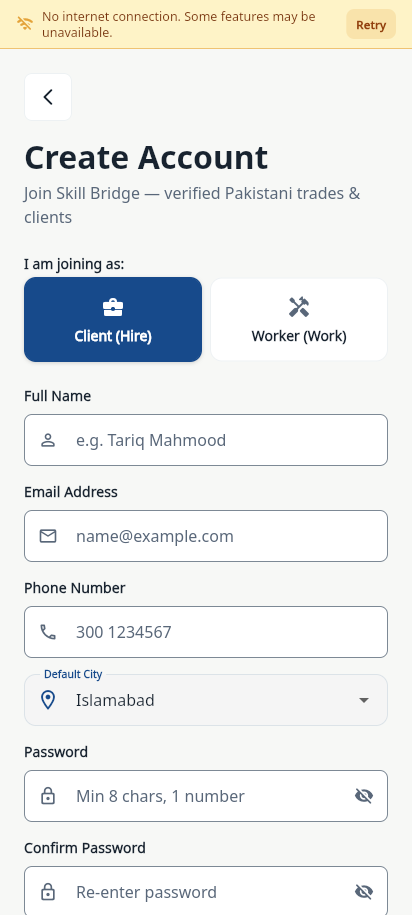 No internet connection. Some features may be
unavailable.
Retry
Create Account
Join Skill Bridge — verified Pakistani trades &
clients
I am joining as:
Client (Hire)
Worker (Work)
Full Name
e.g. Tariq Mahmood
Email Address
name@example.com
Phone Number
300 1234567
Default City
Islamabad
Password
Min 8 chars, 1 number
Confirm Password
Re-enter password